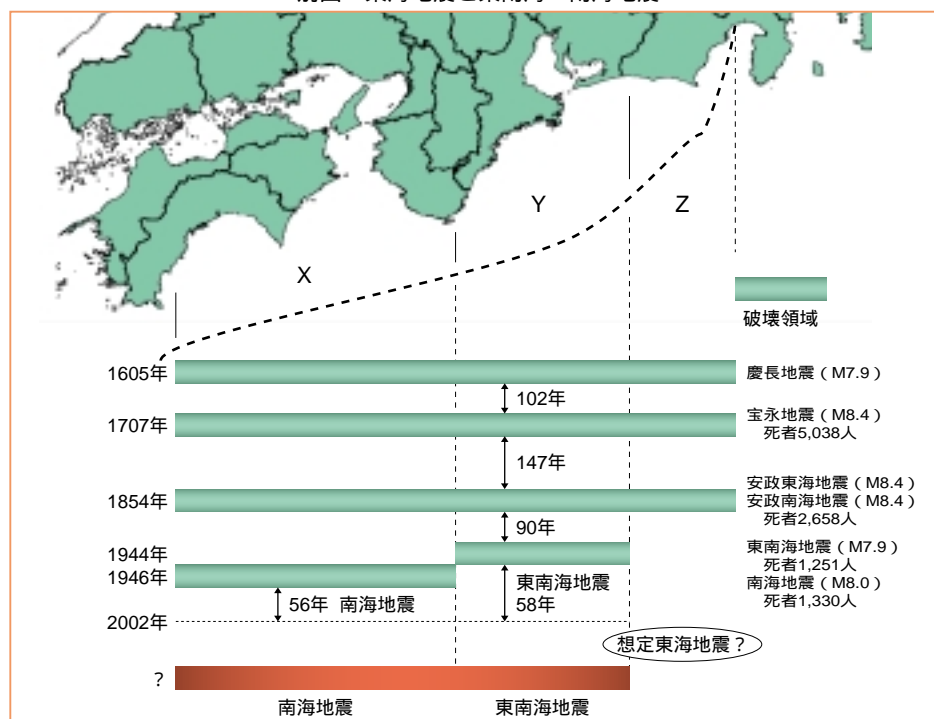 X
Y
Z
破壊領域
1605年
慶長地震（M7.9）
102年
1707年
宝永地震（M8.4）
死者5,038人
147年
1854年
安政東海地震（M8.4）
安政南海地震（M8.4）
死者2,658人
90年
1944年
東南海地震（M7.9）
死者1,251人
1946年
南海地震（M8.0）
死者1,330人
56年 南海地震
東南海地震
58年
2002年
想定東海地震？
？
南海地震
東南海地震